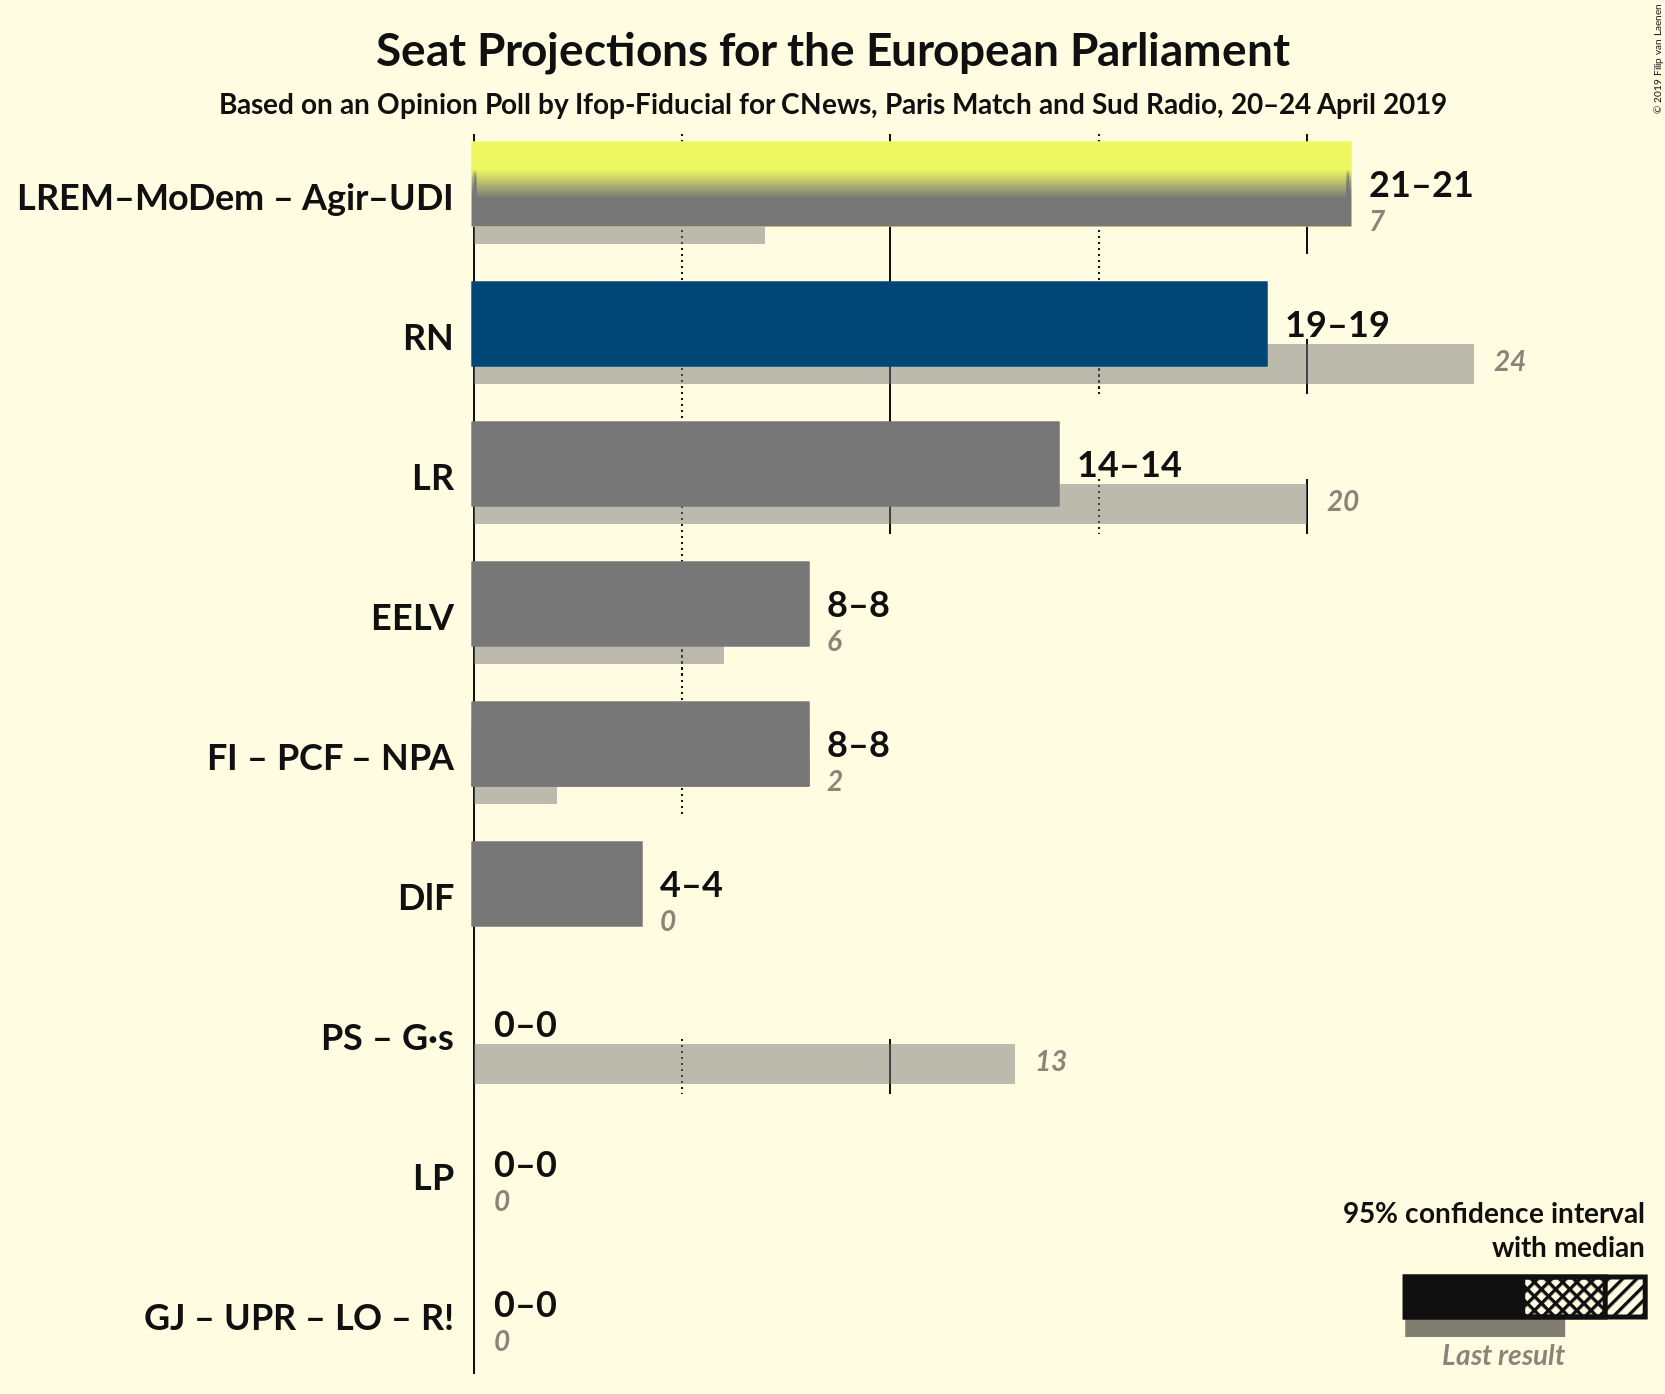 Seat Projections for the European Parliament
Based on an Opinion Poll by Ifop-Fiducial for CNews, Paris Match and Sud Radio, 20–24 April 2019
© 2019 Filip van Laenen
LREM–MoDem – Agir–UDI
21–21
7
RN
19–19
24
LR
14–14
20
EELV
8–8
6
FI – PCF – NPA
8–8
2
DlF
4–4
0
PS – G·s
0–0
13
LP
0–0
0
GJ – UPR – LO – R!
0–0
0
95% confidence interval
with median
Last result